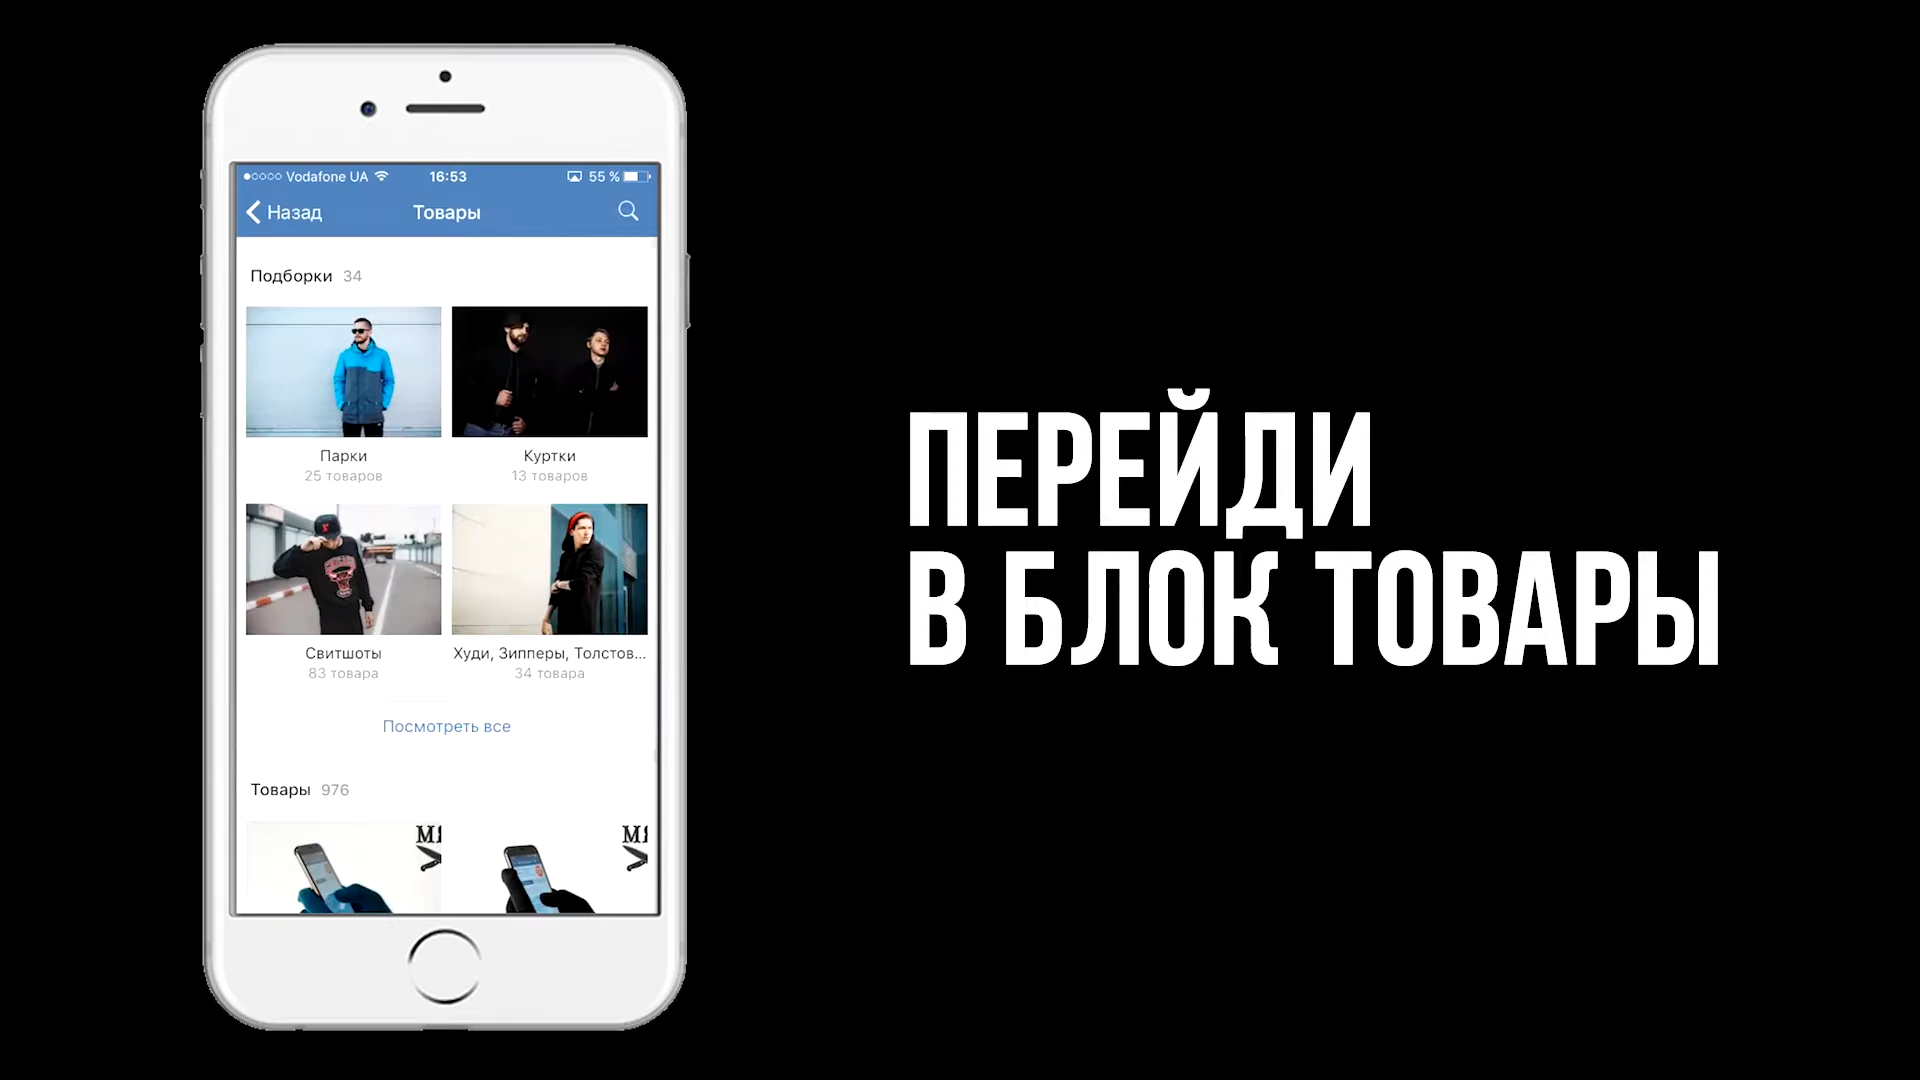 Vodafone UA 16:53 55 %
Назад Товары
Подборки 34
Парки Куртки
25 товаров 13 товаров
Свитшоты Худи, Зипперы, Толстов...
83 товара 34 товара
Посмотреть все
Товары 976
ПЕРЕЙДИ
В БЛОК ТОВАРЫ